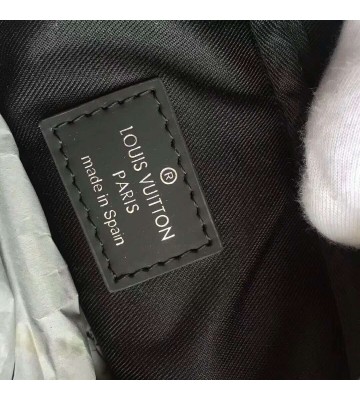 ®
LOUIS VUITTON
PARIS
made in Spain